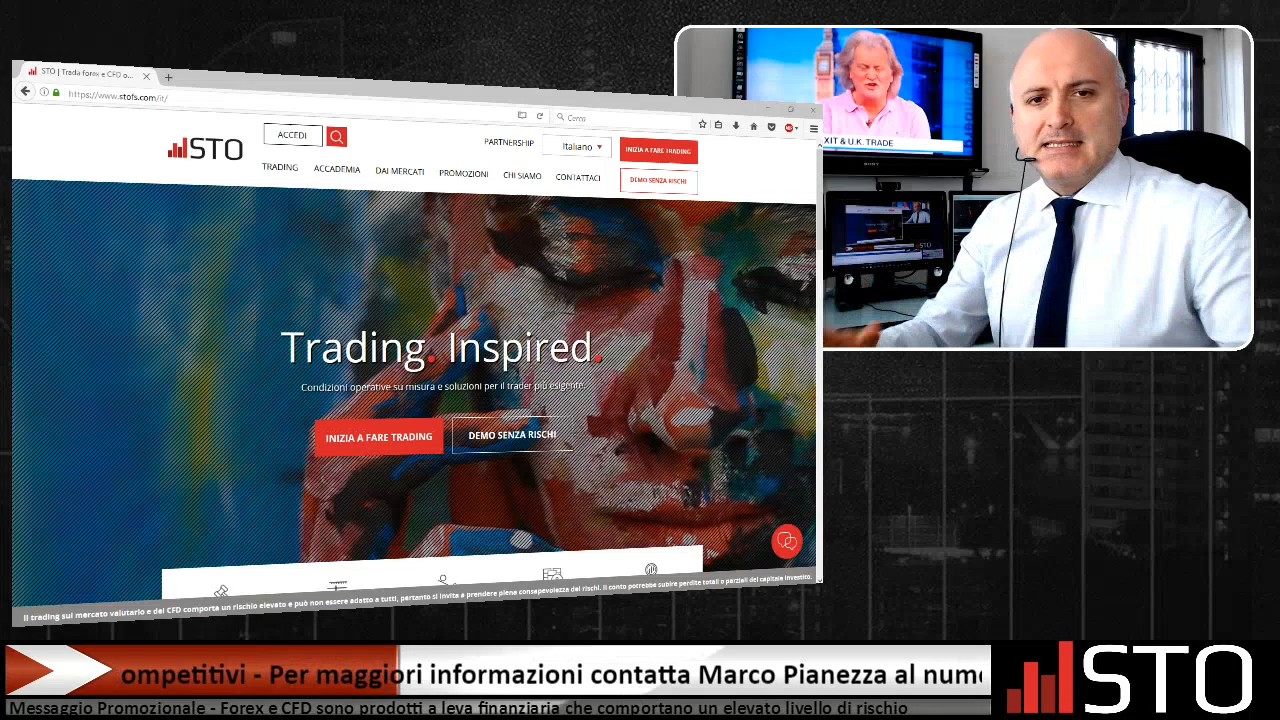 STO | Trada forex e CFD o...
https://www.stofs.com/it/
Cerca
STO
ACCEDI
PARTNERSHIP
Italiano
INIZIA A FARE TRADING
TRADING
ACCADEMIA
DAI MERCATI
PROMOZIONI
CHI SIAMO
CONTATTACI
DEMO SENZA RISCHI
Trading. Inspired.
Condizioni operative su misura e soluzioni per il trader più esigente.
INIZIA A FARE TRADING
DEMO SENZA RISCHI
Il trading sul mercato valutario e dei CFD comporta un rischio elevato e può non essere adatto a tutti, pertanto si invita a prendere piena consapevolezza dei rischi. Il conto potrebbe subire perdite totali o parziali del capitale investito.
XIT & U.K. TRADE
SONY
STO
ompetitivi - Per maggiori informazioni contatta Marco Pianezza al num
Messaggio Promozionale - Forex e CFD sono prodotti a leva finanziaria che comportano un elevato livello di rischio
STO